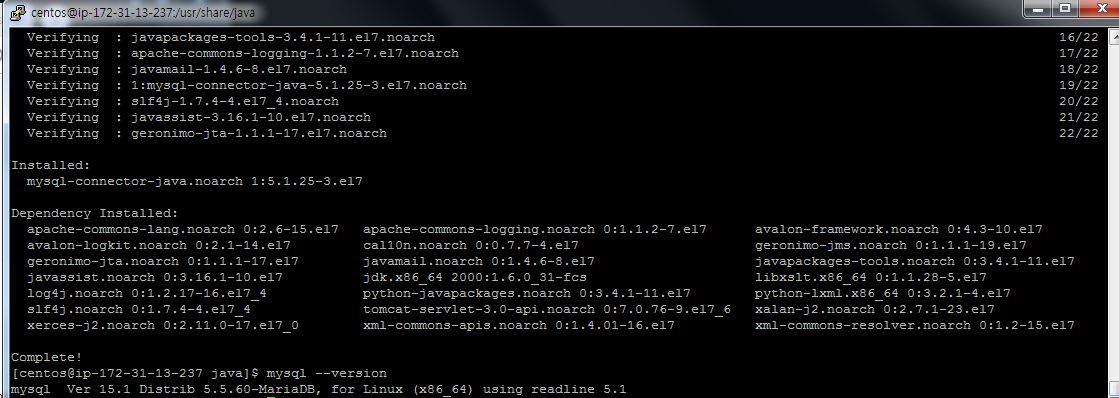 centos@ip-172-31-13-237:/usr/share/java
Verifying  : javapackages-tools-3.4.1-11.el7.noarch 16/22
Verifying  : apache-commons-logging-1.1.2-7.el7.noarch 17/22
Verifying  : javamail-1.4.6-8.el7.noarch 18/22
Verifying  : 1:mysql-connector-java-5.1.25-3.el7.noarch 19/22
Verifying  : slf4j-1.7.4-4.el7_4.noarch 20/22
Verifying  : javassist-3.16.1-10.el7.noarch 21/22
Verifying  : geronimo-jta-1.1.1-17.el7.noarch 22/22
Installed:
mysql-connector-java.noarch 1:5.1.25-3.el7
Dependency Installed:
apache-commons-lang.noarch 0:2.6-15.el7 apache-commons-logging.noarch 0:1.1.2-7.el7 avalon-framework.noarch 0:4.3-10.el7
avalon-logkit.noarch 0:2.1-14.el7 cal10n.noarch 0:0.7.7-4.el7 geronimo-jms.noarch 0:1.1.1-19.el7
geronimo-jta.noarch 0:1.1.1-17.el7 javamail.noarch 0:1.4.6-8.el7 javapackages-tools.noarch 0:3.4.1-11.el7
javassist.noarch 0:3.16.1-10.el7 jdk.x86_64 2000:1.6.0_31-fcs libxslt.x86_64 0:1.1.28-5.el7
log4j.noarch 0:1.2.17-16.el7_4 python-javapackages.noarch 0:3.4.1-11.el7 python-lxml.x86_64 0:3.2.1-4.el7
slf4j.noarch 0:1.7.4-4.el7_4 tomcat-servlet-3.0-api.noarch 0:7.0.76-9.el7_6 xalan-j2.noarch 0:2.7.1-23.el7
xerces-j2.noarch 0:2.11.0-17.el7_0 xml-commons-apis.noarch 0:1.4.01-16.el7 xml-commons-resolver.noarch 0:1.2-15.el7
Complete!
[centos@ip-172-31-13-237 java]$ mysql --version
mysql  Ver 15.1 Distrib 5.5.60-MariaDB, for Linux (x86_64) using readline 5.1